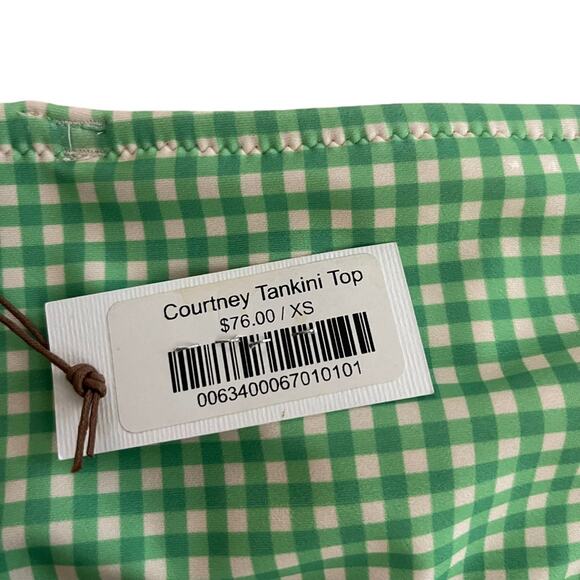 Courtney Tankini Top
$76.00 / XS
0063400067010101